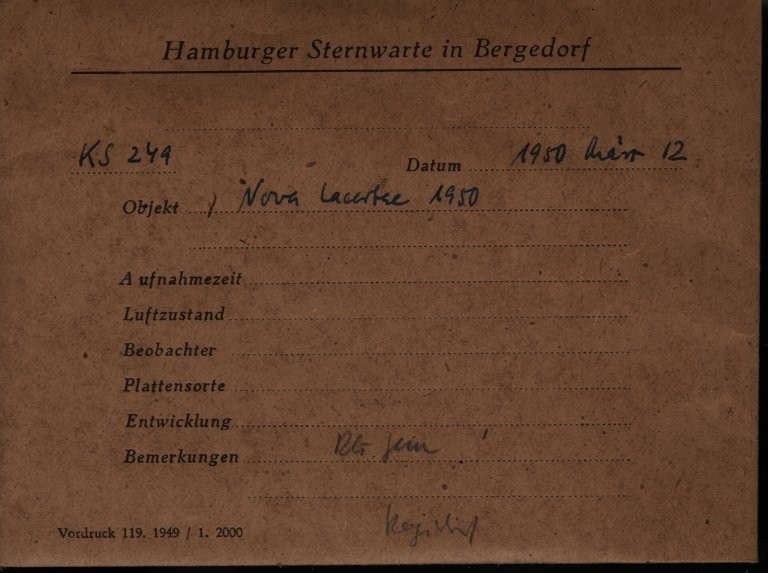 Hamburger Sternwarte in Bergedorf
KS 249 Datum 1950 März 12
Objekt Nova Lacertae 1950
Aufnahmezeit
Luftzustand
Beobachter
Plattensorte
Entwicklung
Bemerkungen
Vordruck 119. 1949 / 1. 2000